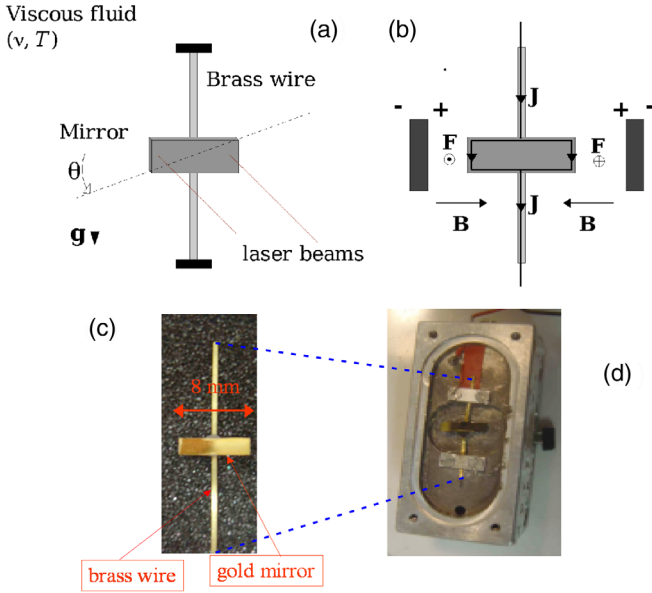 Viscous fluid
(ν, T)
(a)
Brass wire
Mirror
θ
g
laser beams
(b)
J
- +
+ -
F
F
J
B
B
(c)
8 mm
brass wire
gold mirror
(d)